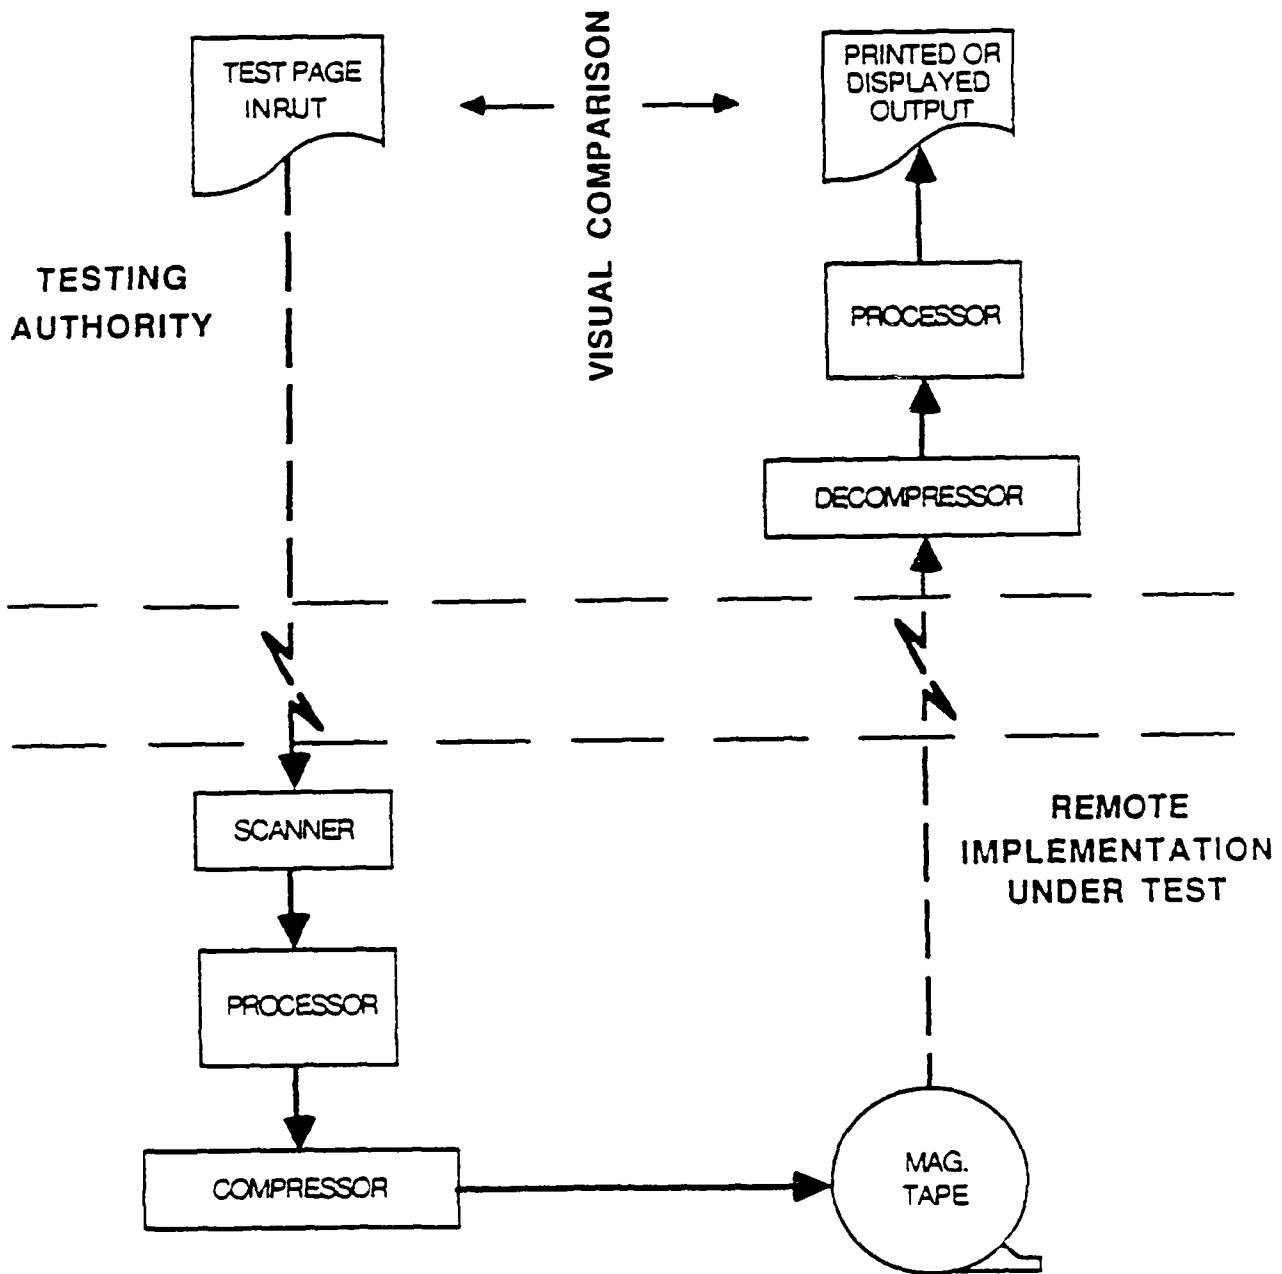 TEST PAGE
INPUT
VISUAL COMPARISON
PRINTED OR
DISPLAYED
OUTPUT
TESTING
AUTHORITY
PROCESSOR
DECOMPRESSOR
SCANNER
REMOTE
IMPLEMENTATION
UNDER TEST
PROCESSOR
COMPRESSOR
MAG.
TAPE